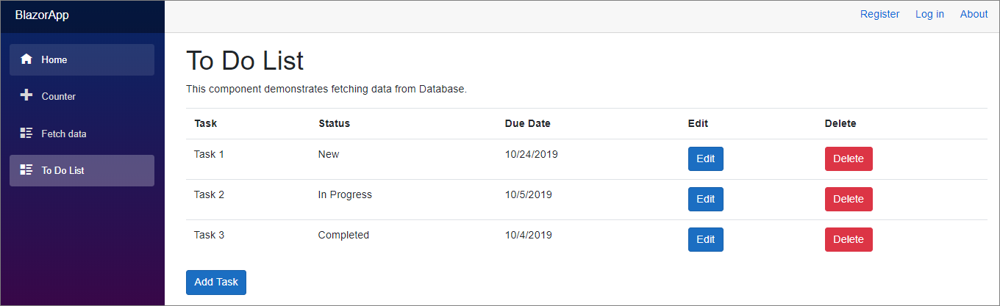 BlazorApp
Register Log in About
Home
Counter
Fetch data
To Do List
To Do List
This component demonstrates fetching data from Database.
Task Status Due Date Edit Delete
Task 1 New 10/24/2019 Edit Delete
Task 2 In Progress 10/5/2019 Edit Delete
Task 3 Completed 10/4/2019 Edit Delete
Add Task